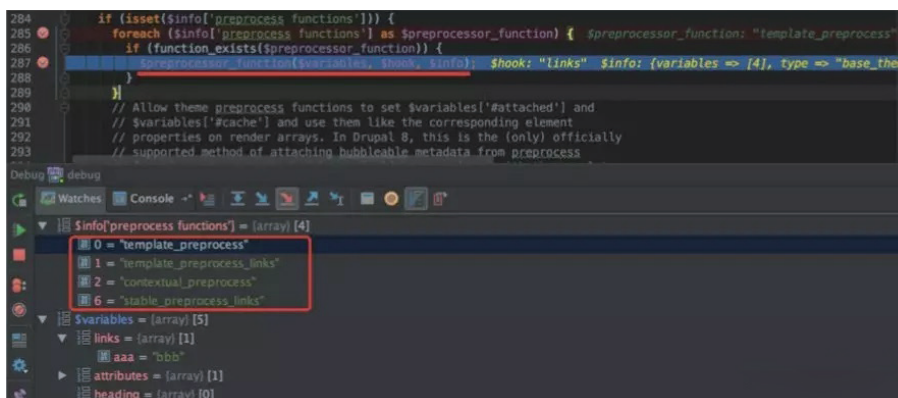 284 if (isset($info['preprocess functions'])) {
285 foreach ($info['preprocess functions'] as $preprocessor_function) { $preprocessor_function: "template_preprocess"
286 if (function_exists($preprocessor_function)) {
287 $preprocessor_function($variables, $hook, $info); $hook: "links" $info: {variables => [4], type => "base_the
288 }
289 }
290 // Allow theme preprocess functions to set $variables['#attached'] and
291 // $variables['#cache'] and use them like the corresponding element
292 // properties on render arrays. In Drupal 8, this is the (only) officially
293 // supported method of attaching bubbleable metadata from preprocess
Debug debug
Watches Console
$info['preprocess functions'] = {array} [4]
0 = "template_preprocess"
1 = "template_preprocess_links"
2 = "contextual_preprocess"
6 = "stable_preprocess_links"
$variables = {array} [5]
links = {array} [1]
aaa = "bbb"
attributes = {array} [1]
heading = {array} [0]